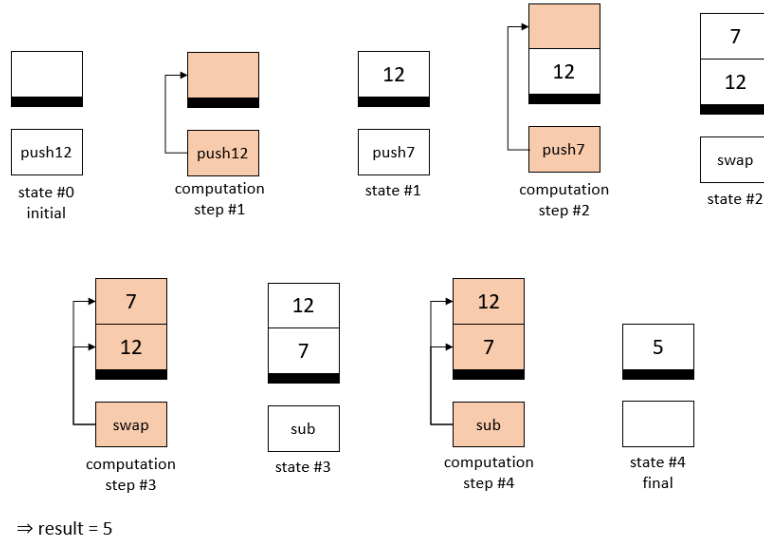 12
12
7
12
push12
push12
push7
push7
swap
state #0
initial
computation
step #1
state #1
computation
step #2
state #2
7
12
12
7
12
7
5
swap
sub
sub
computation
step #3
state #3
computation
step #4
state #4
final
⇒ result = 5